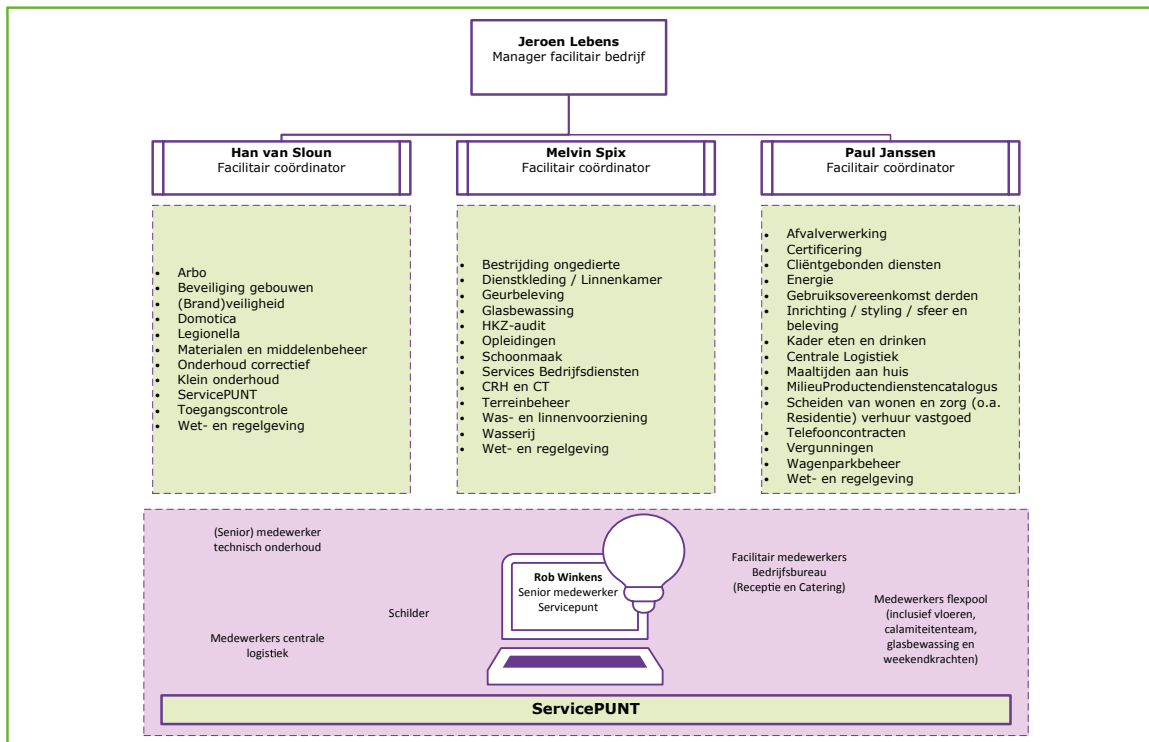 Jeroen Lebens
Manager facilitair bedrijf
Han van Sloun
Facilitair coördinator
Melvin Spix
Facilitair coördinator
Paul Janssen
Facilitair coördinator
• Arbo
• Beveiliging gebouwen
• (Brand)veiligheid
• Domotica
• Legionella
• Materialen en middelenbeheer
• Onderhoud correctief
• Klein onderhoud
• ServicePUNT
• Toegangscontrole
• Wet- en regelgeving
• Bestrijding ongedierte
• Dienstkleding / Linnenkamer
• Geurbeleving
• Glasbewassing
• HKZ-audit
• Opleidingen
• Schoonmaak
• Services Bedrijfsdiensten
• CRH en CT
• Terreinbeheer
• Was- en linnenvoorziening
• Wasserij
• Wet- en regelgeving
• Afvalverwerking
• Certificering
• Cliëntgebonden diensten
• Energie
• Gebruiksovereenkomst derden
• Inrichting / styling / sfeer en
beleving
• Kader eten en drinken
• Centrale Logistiek
• Maaltijden aan huis
• MilieuProductendienstencatalogus
• Scheiden van wonen en zorg (o.a.
Residentie) verhuur vastgoed
• Telefooncontracten
• Vergunningen
• Wagenparkbeheer
• Wet- en regelgeving
(Senior) medewerker
technisch onderhoud
Schilder
Medewerkers centrale
logistiek
Rob Winkens
Senior medewerker
Servicepunt
Facilitair medewerkers
Bedrijfsbureau
(Receptie en Catering)
Medewerkers flexpool
(inclusief vloeren,
calamiteitenteam,
glasbewassing en
weekendkrachten)
ServicePUNT